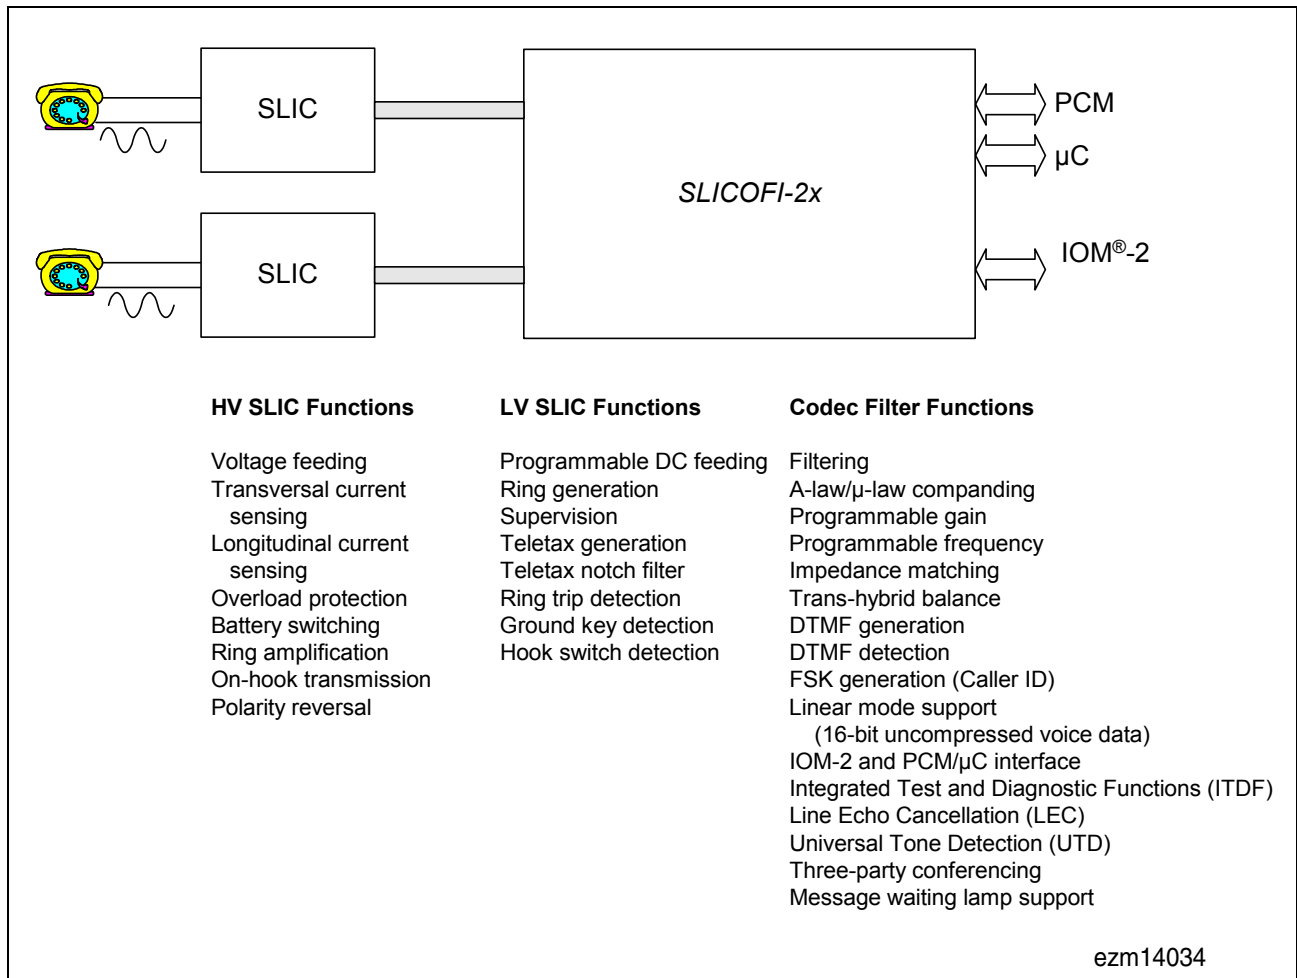 SLIC
PCM
µC
SLICOFI-2x
SLIC
IOM®-2
HV SLIC Functions
Voltage feeding
Transversal current
sensing
Longitudinal current
sensing
Overload protection
Battery switching
Ring amplification
On-hook transmission
Polarity reversal
LV SLIC Functions
Programmable DC feeding
Ring generation
Supervision
Teletax generation
Teletax notch filter
Ring trip detection
Ground key detection
Hook switch detection
Codec Filter Functions
Filtering
A-law/µ-law companding
Programmable gain
Programmable frequency
Impedance matching
Trans-hybrid balance
DTMF generation
DTMF detection
FSK generation (Caller ID)
Linear mode support
(16-bit uncompressed voice data)
IOM-2 and PCM/µC interface
Integrated Test and Diagnostic Functions (ITDF)
Line Echo Cancellation (LEC)
Universal Tone Detection (UTD)
Three-party conferencing
Message waiting lamp support
ezm14034